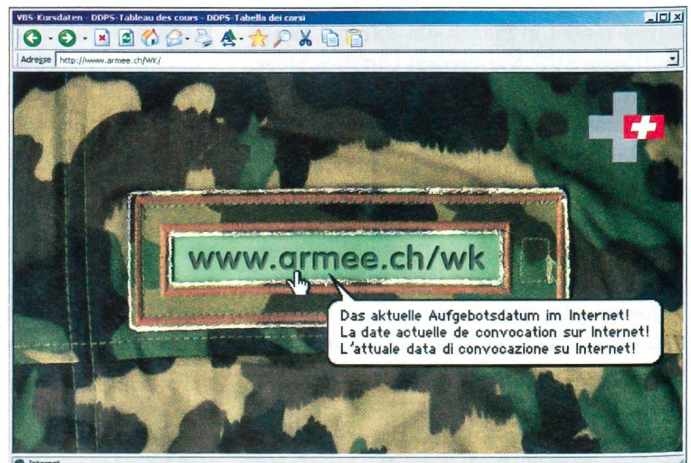 VBS-Kursdaten - DDPS-Tableau des cours - DDPS-Tabella dei corsi
Adresse http://www.armee.ch/WK/
www.armee.ch/wk
Das aktuelle Aufgebotsdatum im Internet!
La date actuelle de convocation sur Internet!
L'attuale data di convocazione su Internet!
Internet